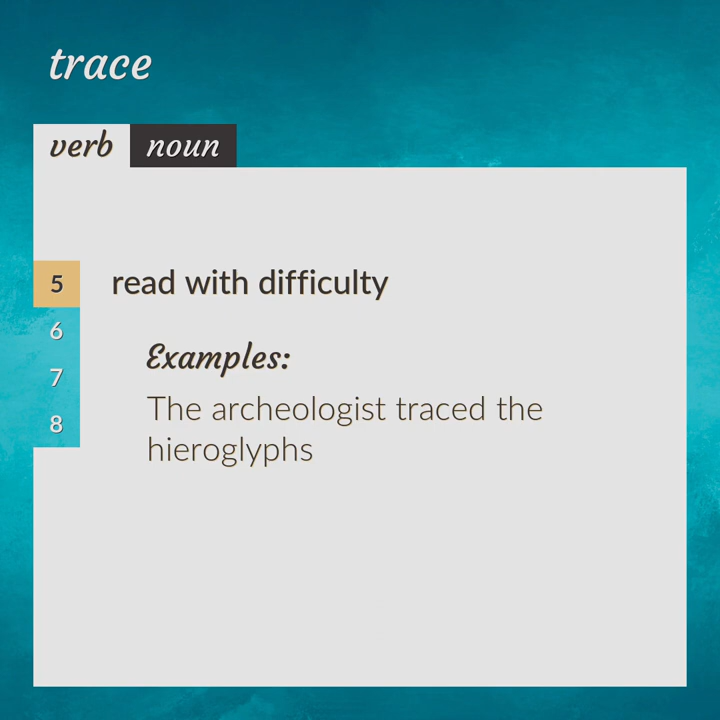 trace
verb noun
5 read with difficulty
6
Examples:
7
The archeologist traced the
8
hieroglyphs